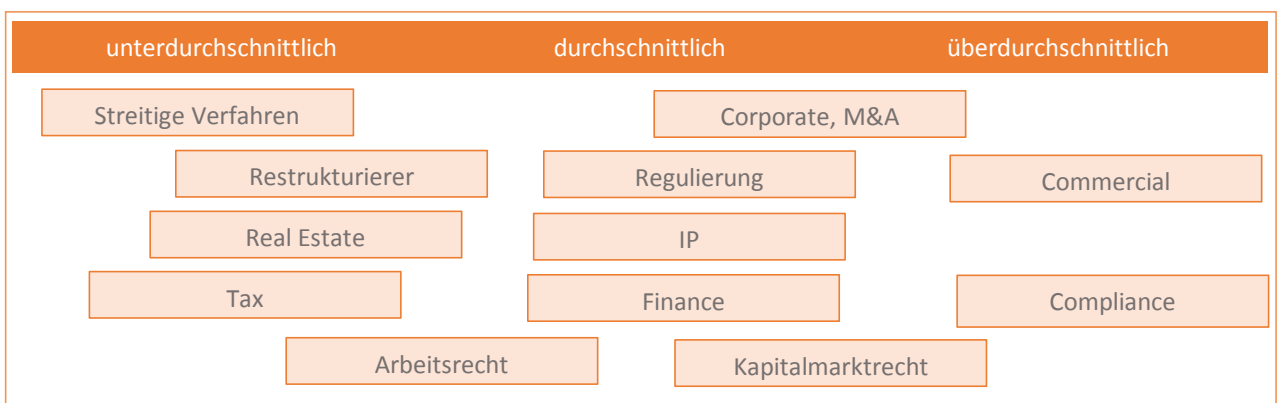 unterdurchschnittlich durchschnittlich überdurchschnittlich
Streitige Verfahren Corporate, M&A
Restrukturierer Regulierung Commercial
Real Estate IP
Tax Finance Compliance
Arbeitsrecht Kapitalmarktrecht